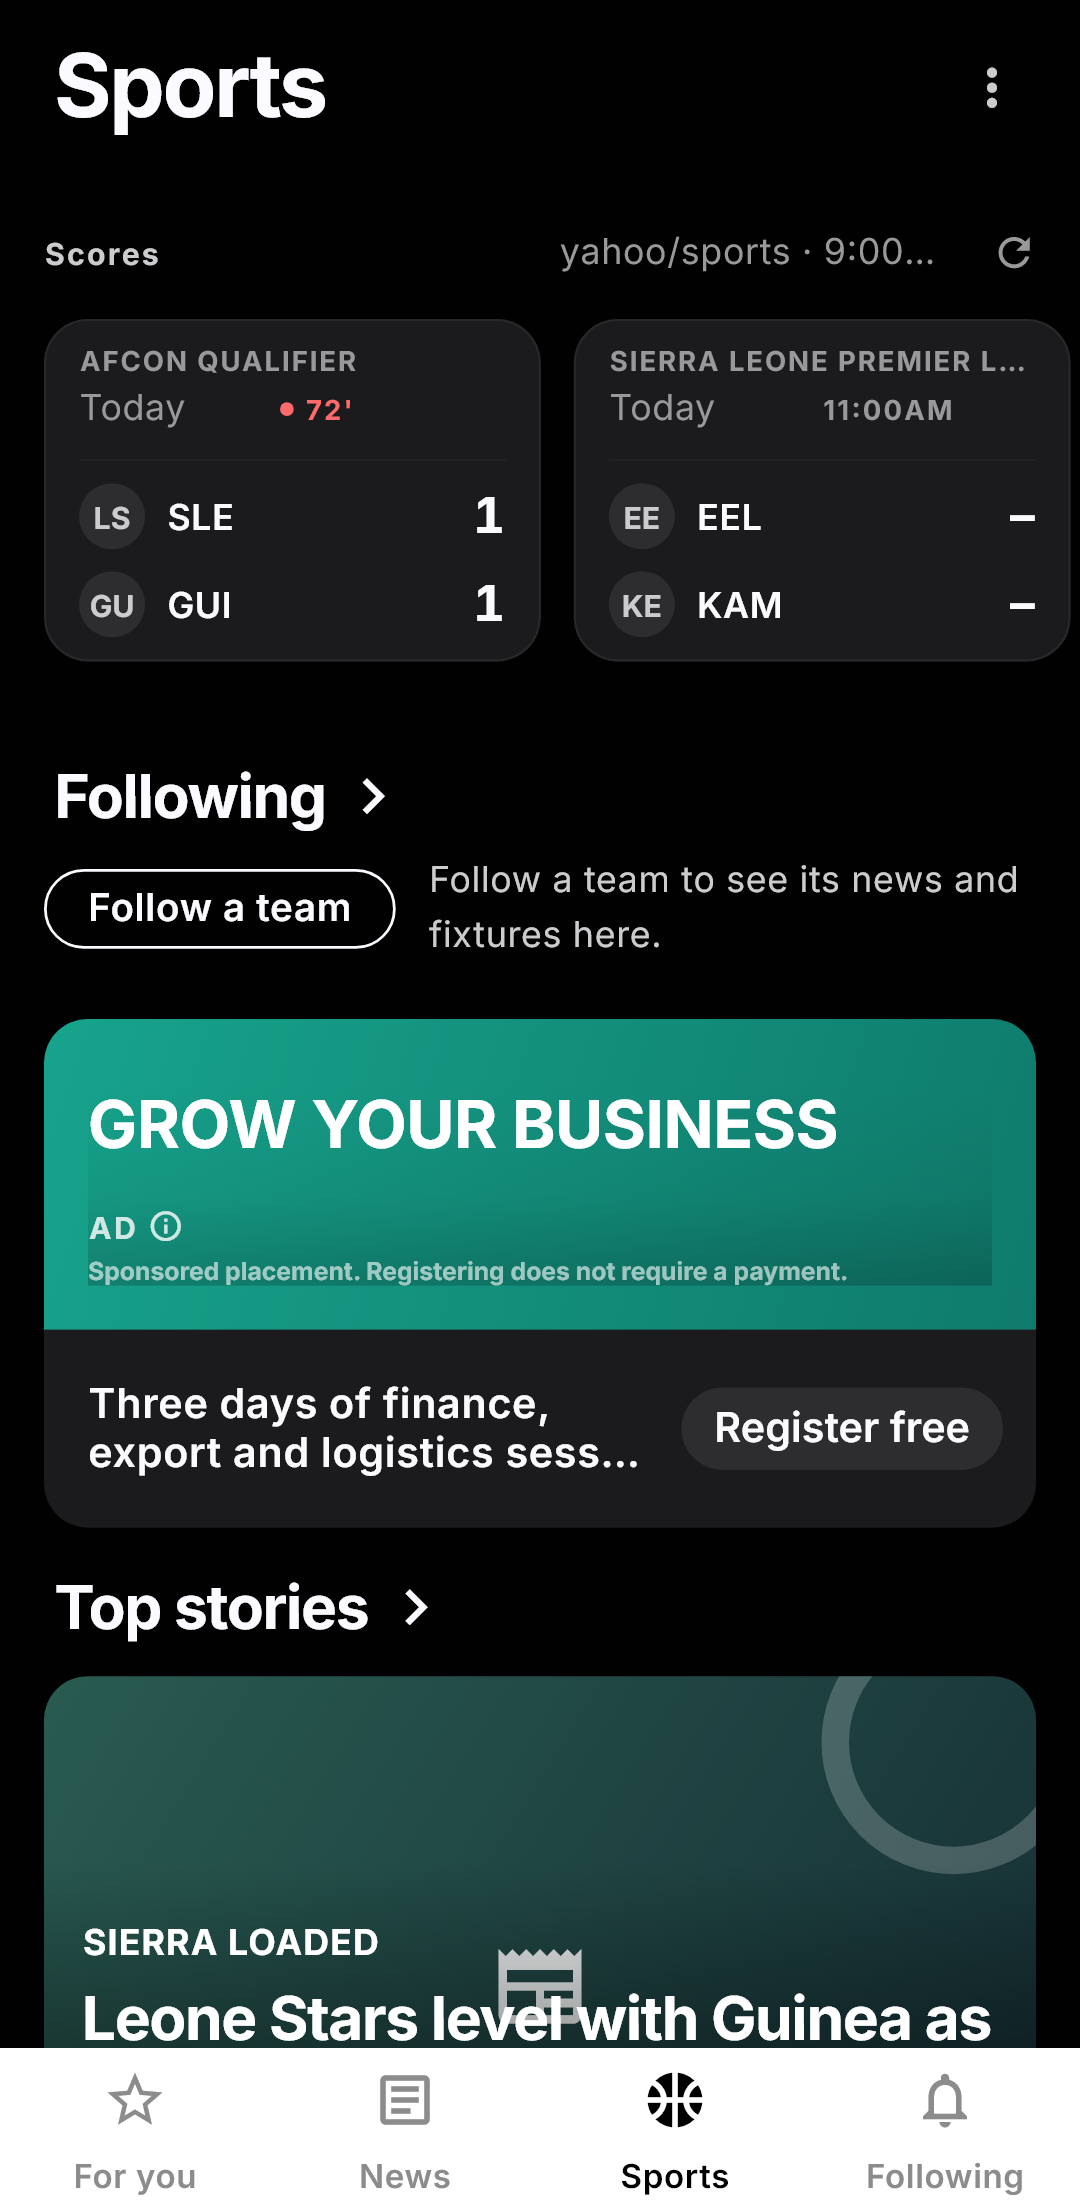 Sports
Scores
yahoo/sports · 9:00...
AFCON QUALIFIER
Today
72'
LS SLE 1
GU GUI 1
SIERRA LEONE PREMIER L...
Today
11:00AM
EE EEL –
KE KAM –
Following
Follow a team
Follow a team to see its news and
fixtures here.
GROW YOUR BUSINESS
AD
Sponsored placement. Registering does not require a payment.
Three days of finance,
export and logistics sess...
Register free
Top stories
SIERRA LOADED
Leone Stars level with Guinea as
For you
News
Sports
Following